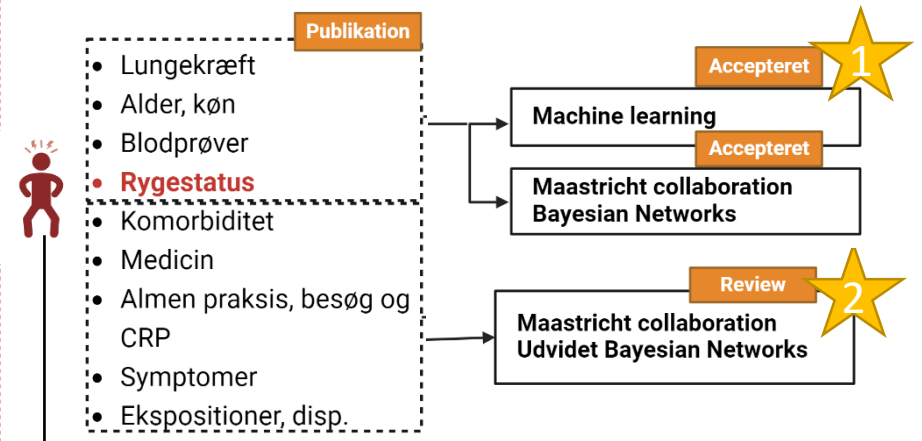 Publikation
• Lungekræft
• Alder, køn
• Blodprøver
• Rygestatus
• Komorbiditet
• Medicin
• Almen praksis, besøg og
CRP
• Symptomer
• Ekspositioner, disp.
Accepteret
1
Machine learning
Accepteret
Maastricht collaboration
Bayesian Networks
Review
2
Maastricht collaboration
Udvidet Bayesian Networks